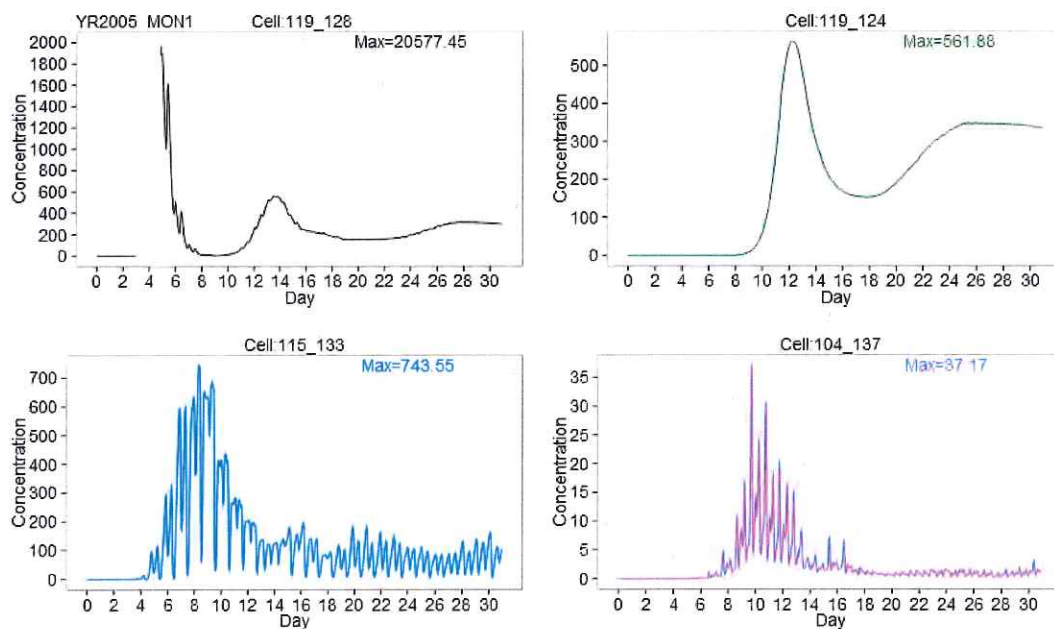 YR2005 MON1 Cell:119_128
Max=20577.45
2000
1800
1600
1400
1200
1000
800
600
400
200
0
Concentration
0 2 4 6 8 10 12 14 16 18 20 22 24 26 28 30
Day
Cell:119_124
Max=561.88
500
400
300
200
100
0
Concentration
0 2 4 6 8 10 12 14 16 18 20 22 24 26 28 30
Day
Cell:115_133
Max=743.55
700
600
500
400
300
200
100
0
Concentration
0 2 4 6 8 10 12 14 16 18 20 22 24 26 28 30
Day
Cell:104_137
Max=37.17
35
30
25
20
15
10
5
0
Concentration
0 2 4 6 8 10 12 14 16 18 20 22 24 26 28 30
Day